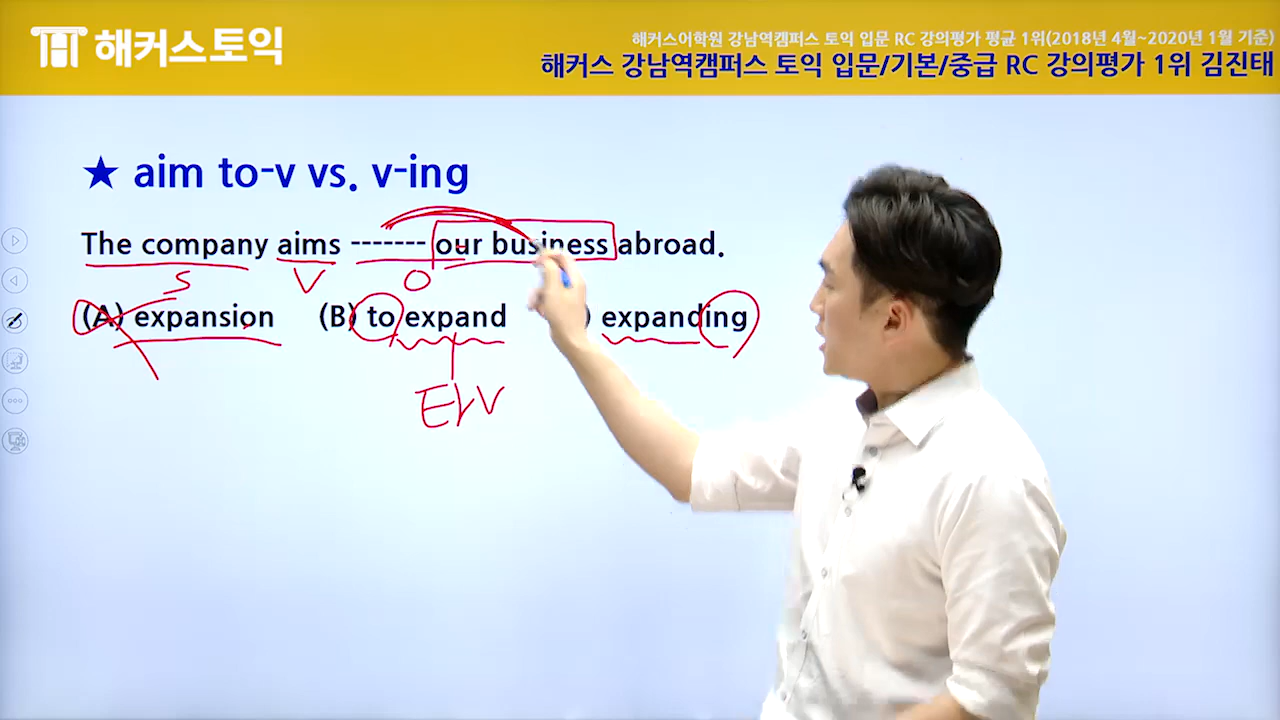 해커스토익
해커스어학원 강남역캠퍼스 토익 입문 RC 강의평가 평균 1위(2018년 4월~2020년 1월 기준)
해커스 강남역캠퍼스 토익 입문/기본/중급 RC 강의평가 1위 김진태
★ aim to-v vs. v-ing
The company aims ------- our business abroad.
S V O
(A) expansion (B) to expand ) expanding